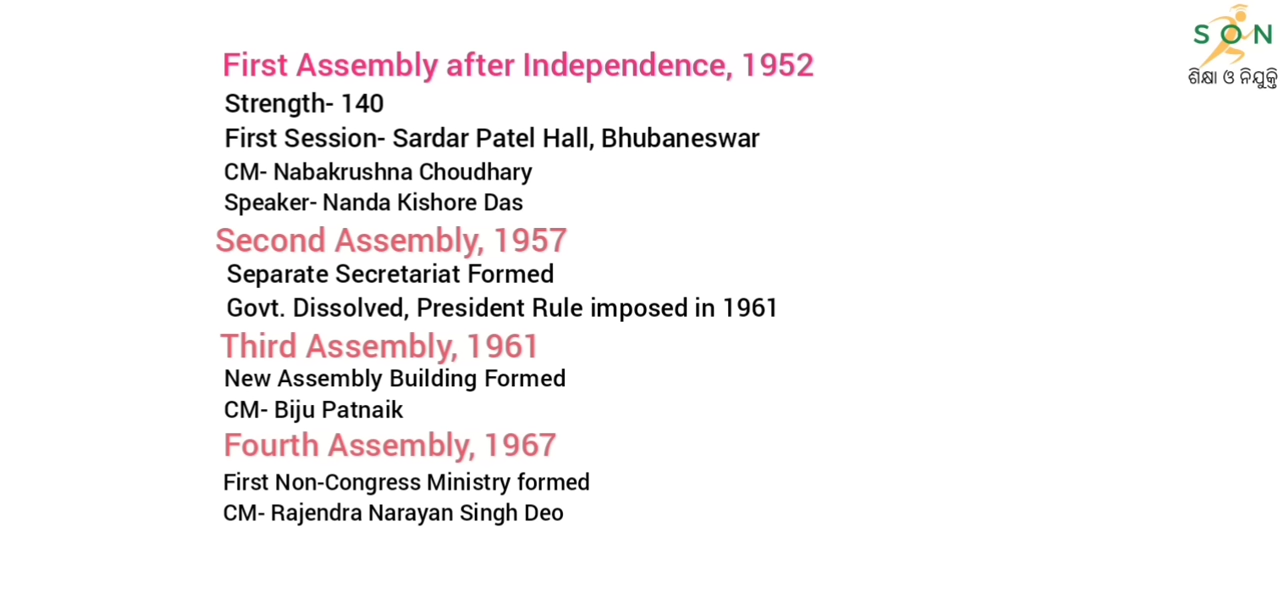 SON
ଶିକ୍ଷା ଓ ନିଯୁକ୍ତି
First Assembly after Independence, 1952
Strength- 140
First Session- Sardar Patel Hall, Bhubaneswar
CM- Nabakrushna Choudhary
Speaker- Nanda Kishore Das
Second Assembly, 1957
Separate Secretariat Formed
Govt. Dissolved, President Rule imposed in 1961
Third Assembly, 1961
New Assembly Building Formed
CM- Biju Patnaik
Fourth Assembly, 1967
First Non-Congress Ministry formed
CM- Rajendra Narayan Singh Deo